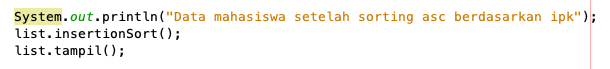 System.out.println("Data mahasiswa setelah sorting asc berdasarkan ipk");
list.insertionSort();
list.tampil();